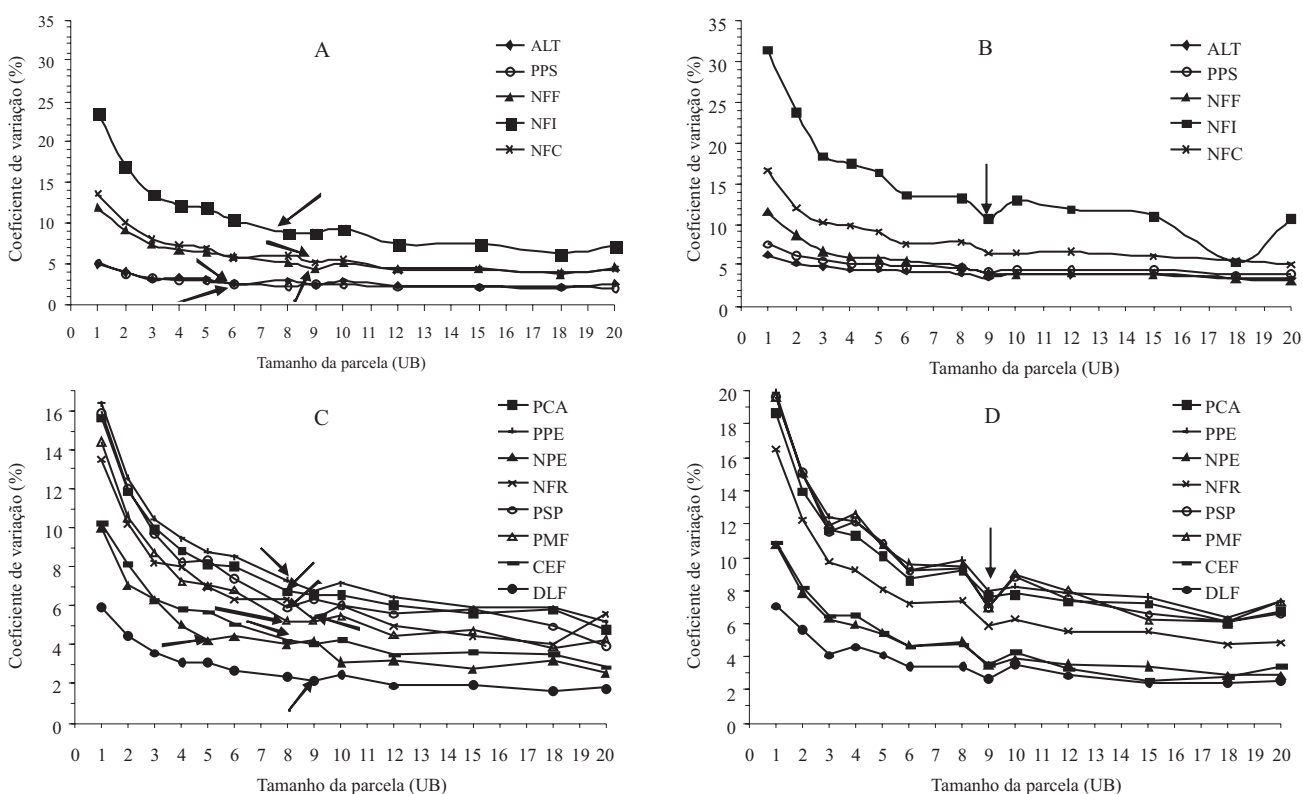 A
Coeficiente de variação (%)
35
30
25
20
15
10
5
0
ALT
PPS
NFF
NFI
NFC
0 1 2 3 4 5 6 7 8 9 10 11 12 13 14 15 16 17 18 19 20
Tamanho da parcela (UB)
B
Coeficiente de variação (%)
35
30
25
20
15
10
5
0
ALT
PPS
NFF
NFI
NFC
0 1 2 3 4 5 6 7 8 9 10 11 12 13 14 15 16 17 18 19 20
Tamanho da parcela (UB)
C
Coeficiente de variação (%)
16
14
12
10
8
6
4
2
0
PCA
PPE
NPE
NFR
PSP
PMF
CEF
DLF
0 1 2 3 4 5 6 7 8 9 10 11 12 13 14 15 16 17 18 19 20
Tamanho da parcela (UB)
D
Coeficiente de variação (%)
20
18
16
14
12
10
8
6
4
2
0
PCA
PPE
NPE
NFR
PSP
PMF
CEF
DLF
0 1 2 3 4 5 6 7 8 9 10 11 12 13 14 15 16 17 18 19 20
Tamanho da parcela (UB)